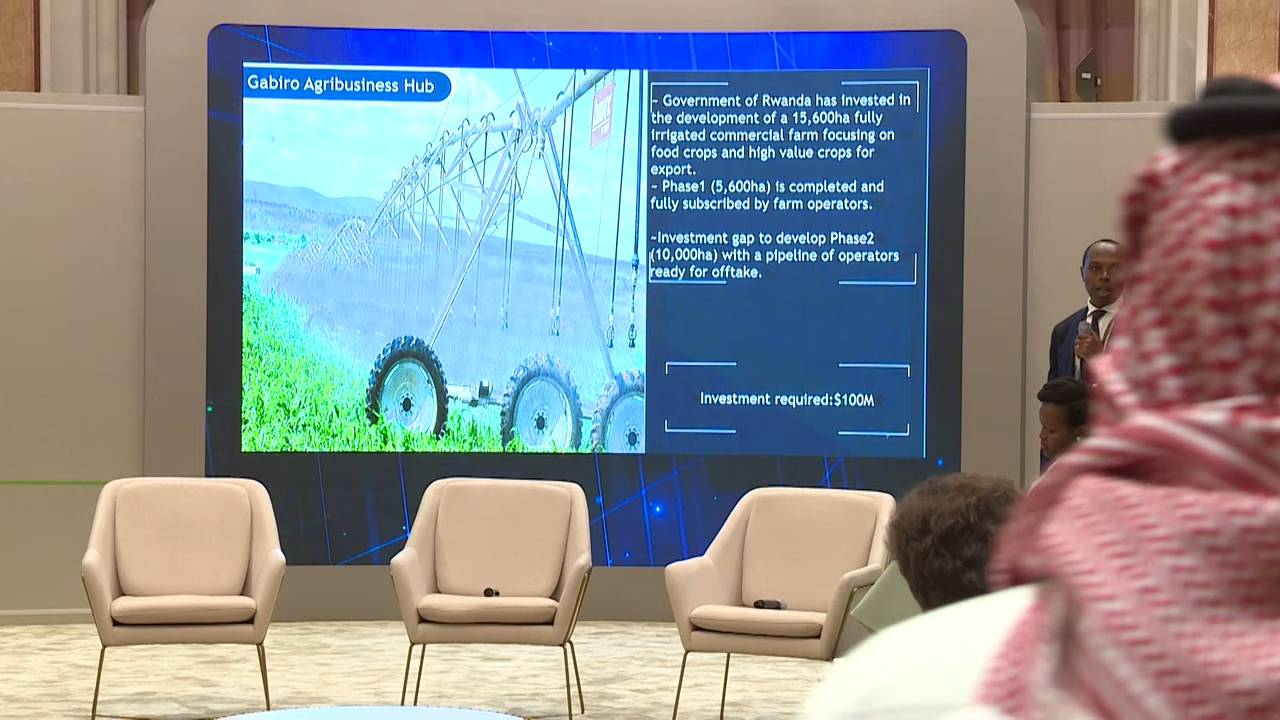 Gabiro Agribusiness Hub
~ Government of Rwanda has invested in
the development of a 15,600ha fully
irrigated commercial farm focusing on
food crops and high value crops for
export.
~ Phase1 (5,600ha) is completed and
fully subscribed by farm operators.
~Investment gap to develop Phase2
(10,000ha) with a pipeline of operators
ready for offtake.
Investment required:$100M